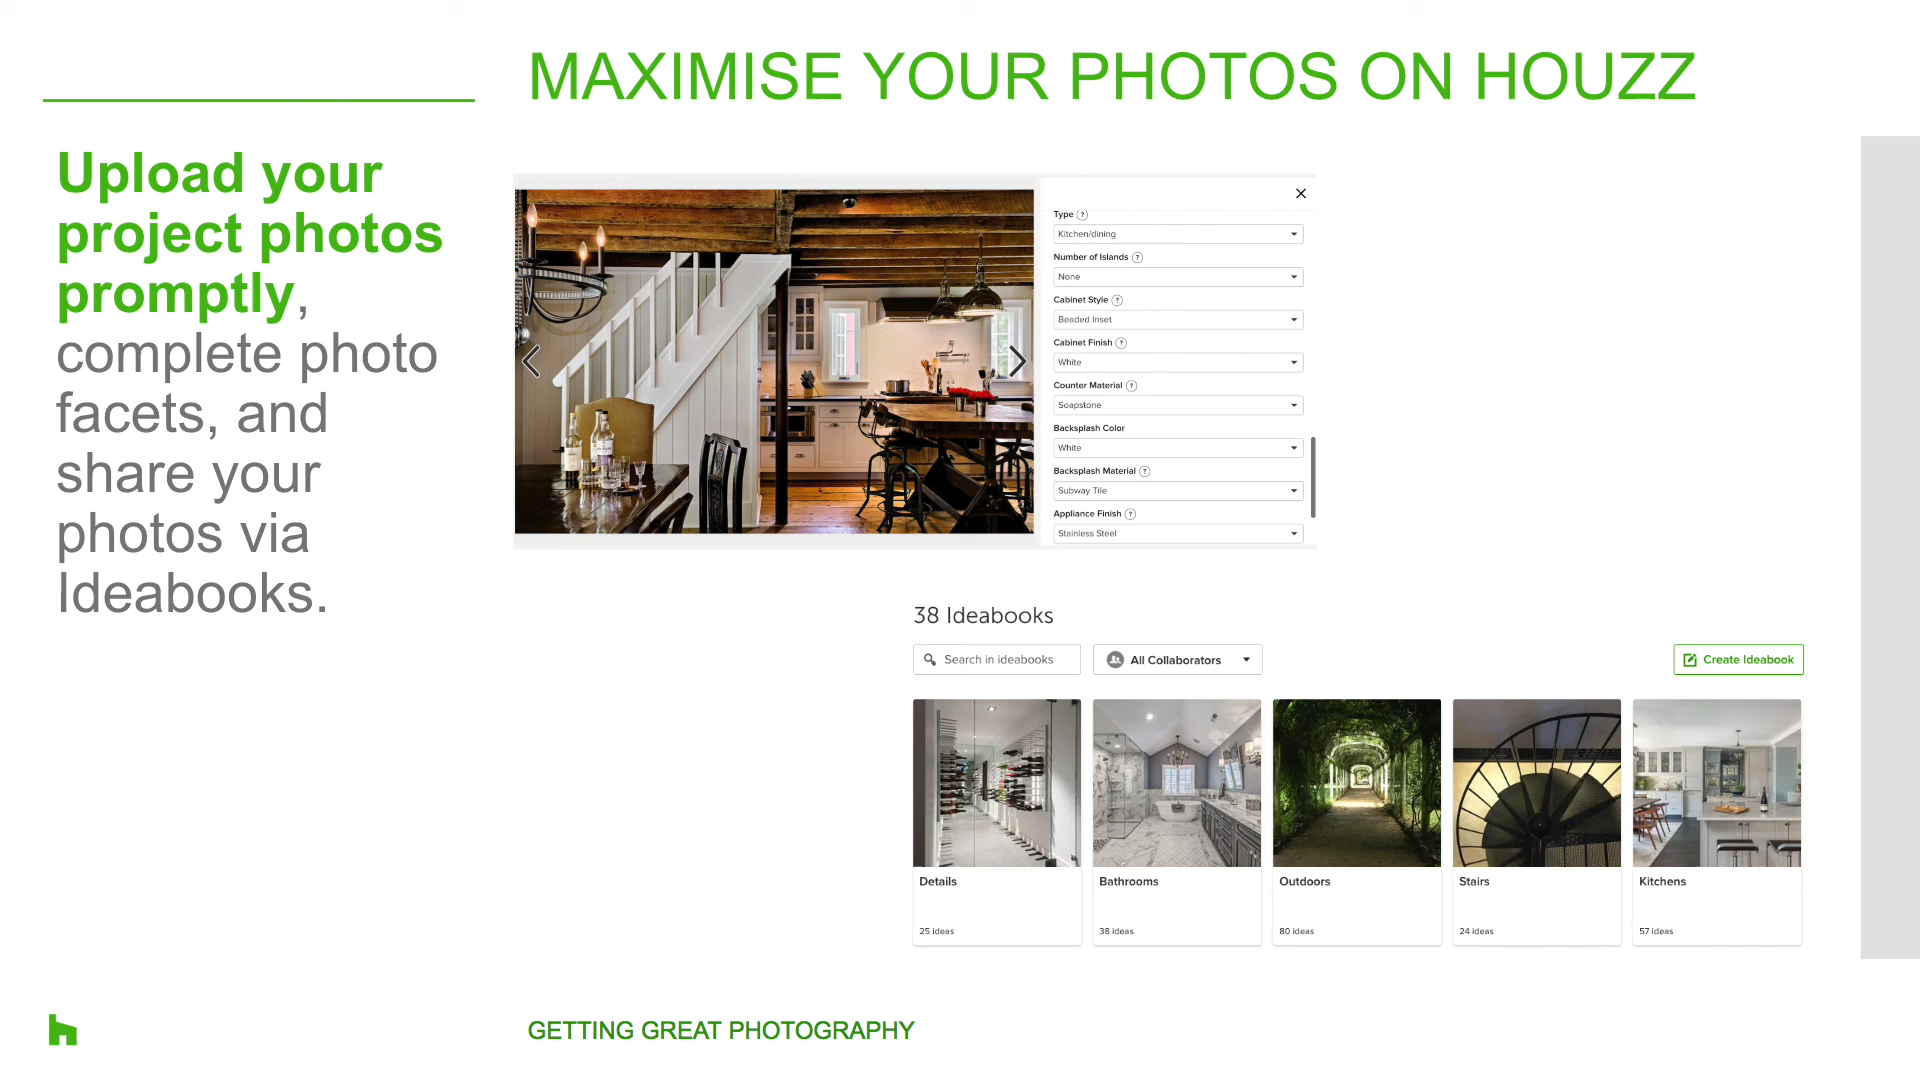 MAXIMISE YOUR PHOTOS ON HOUZZ
Upload your
project photos
promptly,
complete photo
facets, and
share your
photos via
Ideabooks.
Type ?
Kitchen/dining
Number of Islands ?
None
Cabinet Style ?
Beaded Inset
Cabinet Finish ?
White
Counter Material ?
Soapstone
Backsplash Color
White
Backsplash Material ?
Subway Tile
Appliance Finish ?
Stainless Steel
38 Ideabooks
Search in ideabooks
All Collaborators
Create Ideabook
Details
25 ideas
Bathrooms
38 ideas
Outdoors
80 ideas
Stairs
24 ideas
Kitchens
57 ideas
GETTING GREAT PHOTOGRAPHY